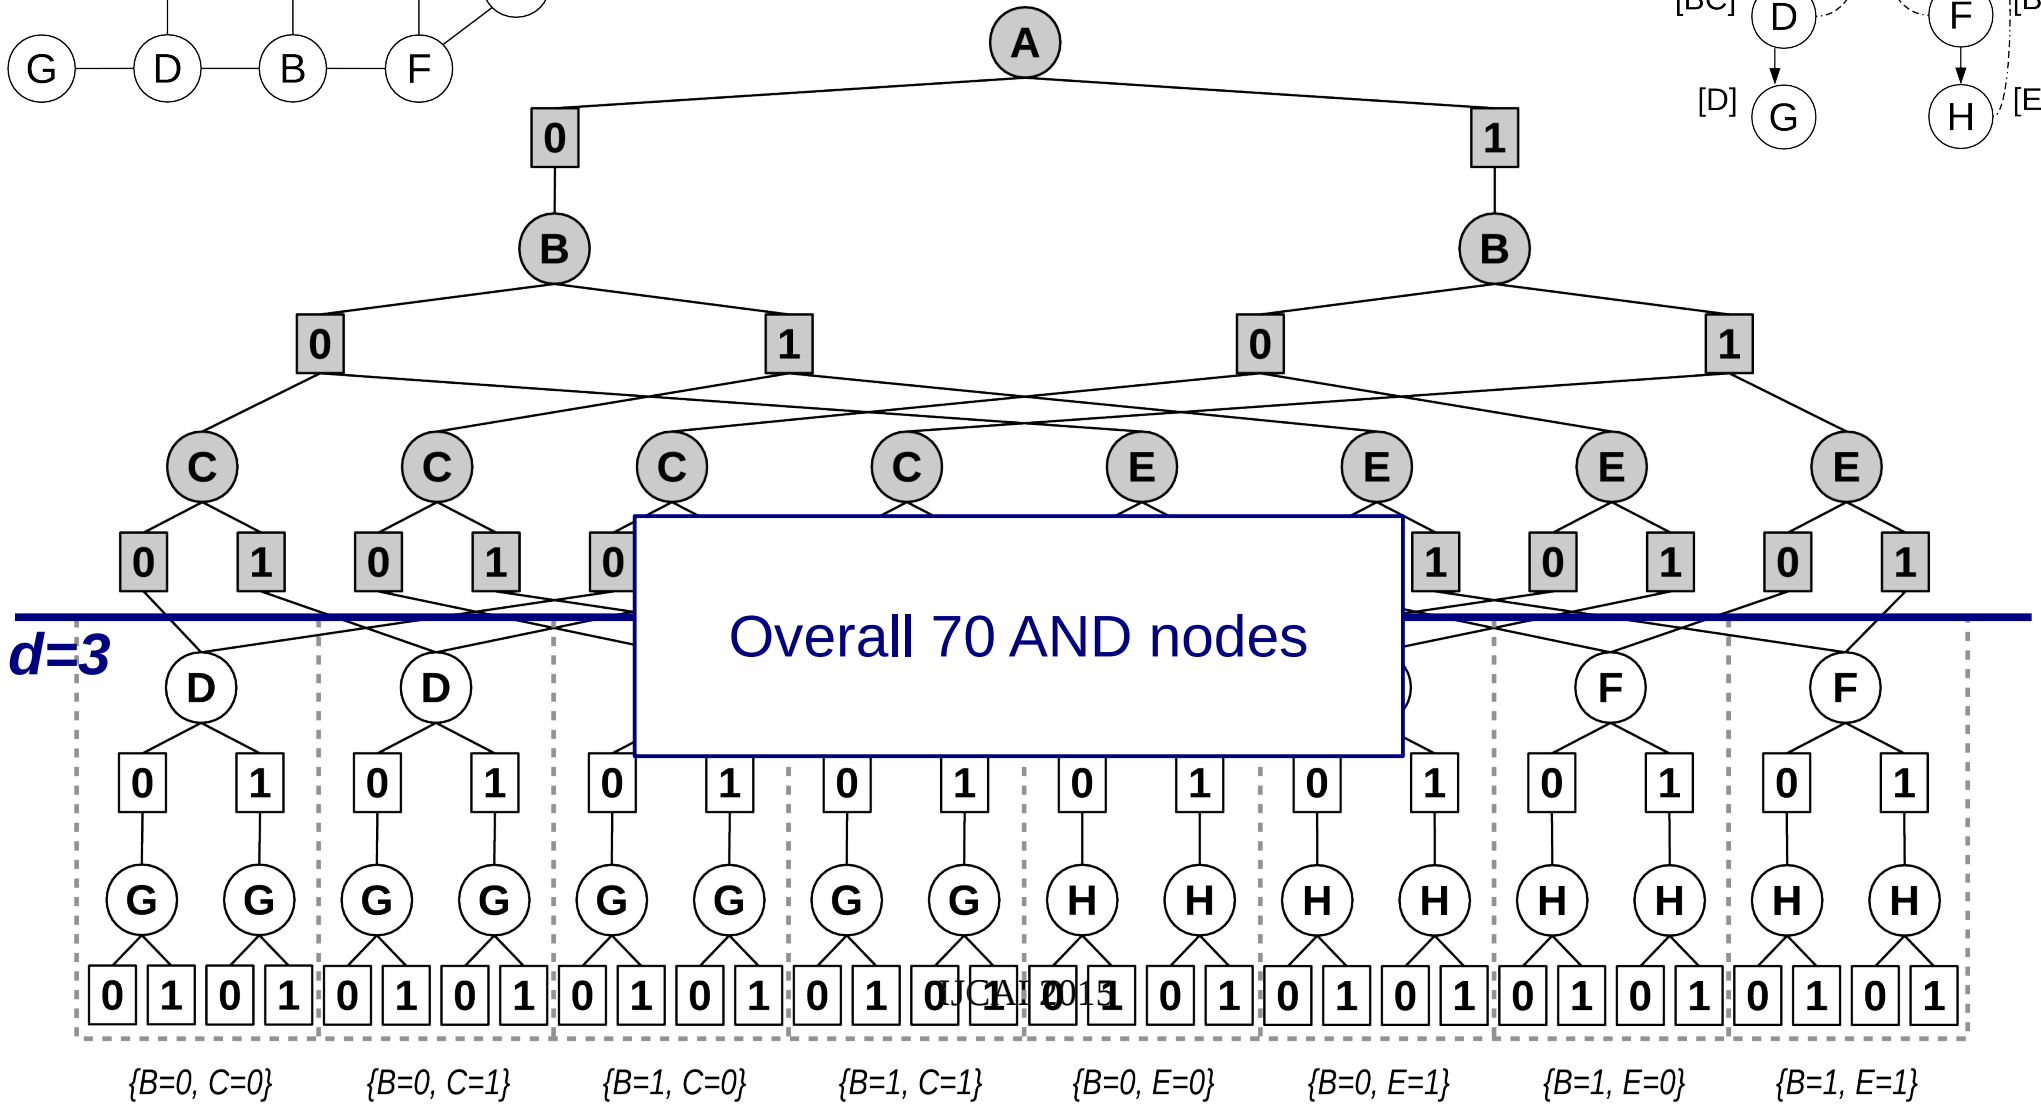 [BC] D F [B
A
G D B F
[D] G H [E
0 1
B B
0 1 0 1
C C C C E E E E
0 1 0 1 0 1 0 1 0 1
Overall 70 AND nodes
d=3
D D F F
0 1 0 1 0 1 0 1 0 1 0 1 0 1 0 1
G G G G G G G G H H H H H H H H
0 1 0 1 0 1 0 1 0 1 0 1 0 1 0 1 0 1 0 1 0 1 0 1 0 1 0 1 0 1 0 1
IJCAI 2015
{B=0, C=0} {B=0, C=1} {B=1, C=0} {B=1, C=1} {B=0, E=0} {B=0, E=1} {B=1, E=0} {B=1, E=1}